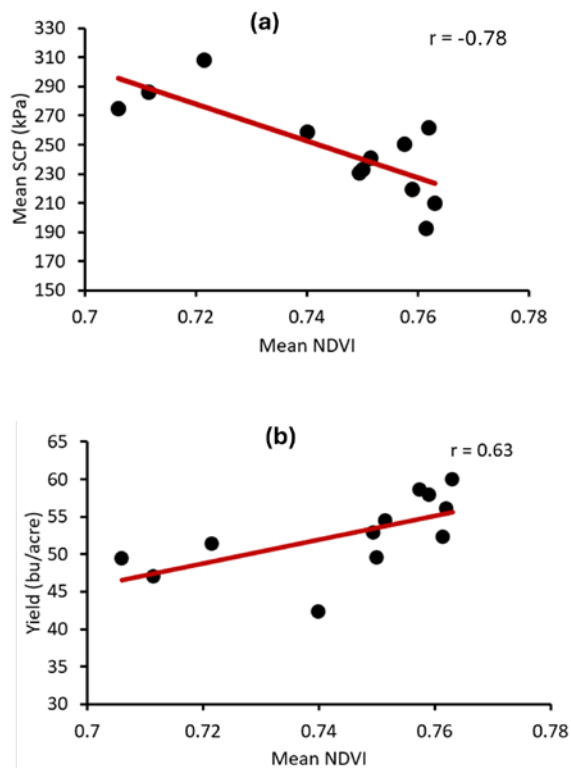 (a)
r = -0.78
Mean SCP (kPa)
330
310
290
270
250
230
210
190
170
150
0.7 0.72 0.74 0.76 0.78
Mean NDVI
(b)
r = 0.63
Yield (bu/acre)
65
60
55
50
45
40
35
30
0.7 0.72 0.74 0.76 0.78
Mean NDVI